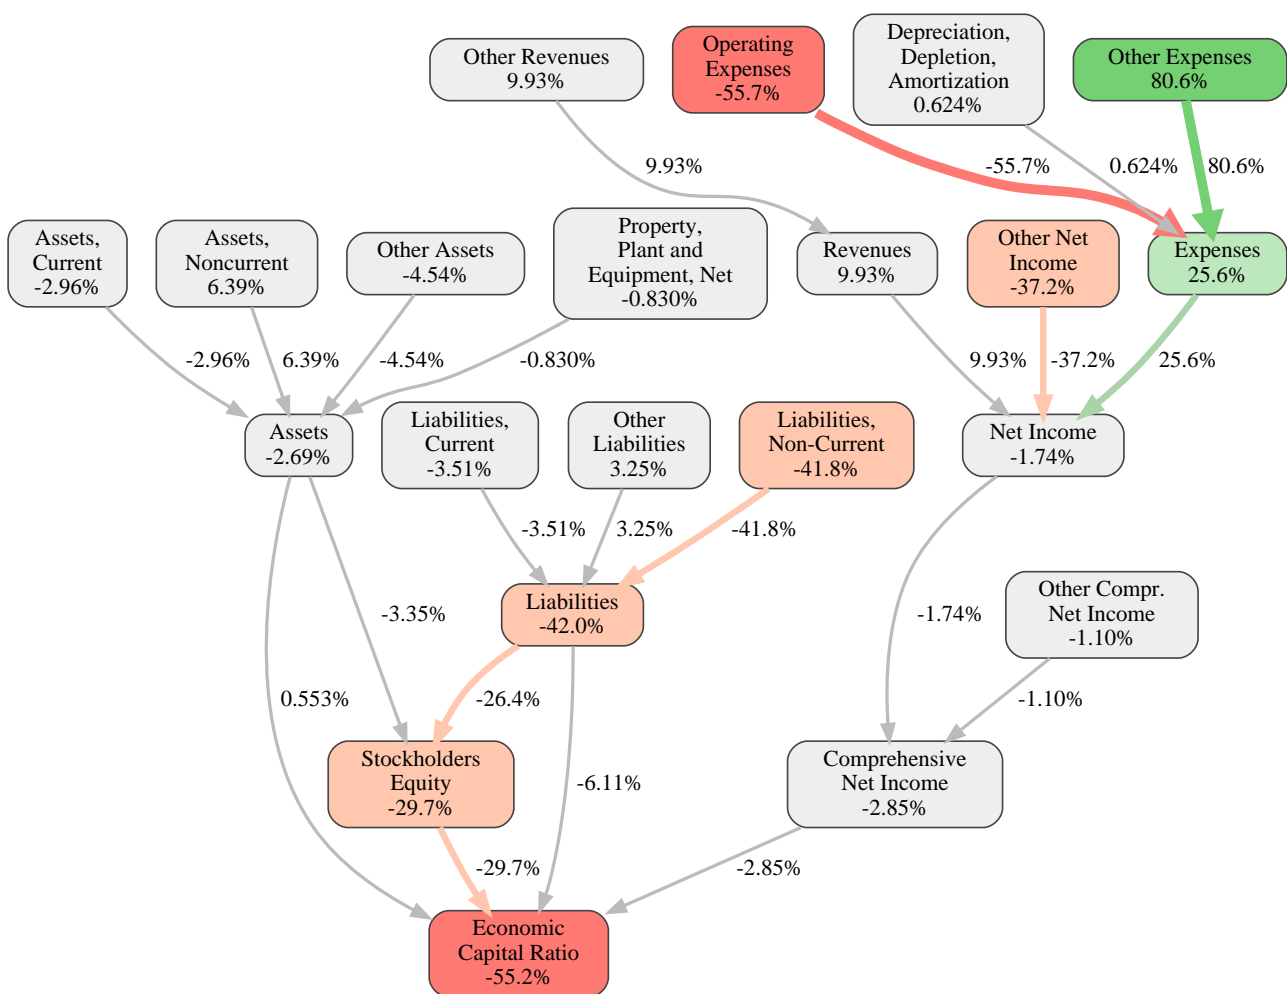 Other Revenues
9.93%
Operating
Expenses
-55.7%
Depreciation,
Depletion,
Amortization
0.624%
Other Expenses
80.6%
9.93%
-55.7%
0.624%
80.6%
Assets,
Current
-2.96%
Assets,
Noncurrent
6.39%
Other Assets
-4.54%
Property,
Plant and
Equipment, Net
-0.830%
Revenues
9.93%
Other Net
Income
-37.2%
Expenses
25.6%
-2.96%
6.39%
-4.54%
-0.830%
9.93%
-37.2%
25.6%
Assets
-2.69%
Liabilities,
Current
-3.51%
Other
Liabilities
3.25%
Liabilities,
Non-Current
-41.8%
Net Income
-1.74%
-3.51%
3.25%
-41.8%
-3.35%
Liabilities
-42.0%
-1.74%
Other Compr.
Net Income
-1.10%
0.553%
-26.4%
-1.10%
Stockholders
Equity
-29.7%
-6.11%
Comprehensive
Net Income
-2.85%
-29.7%
-2.85%
Economic
Capital Ratio
-55.2%